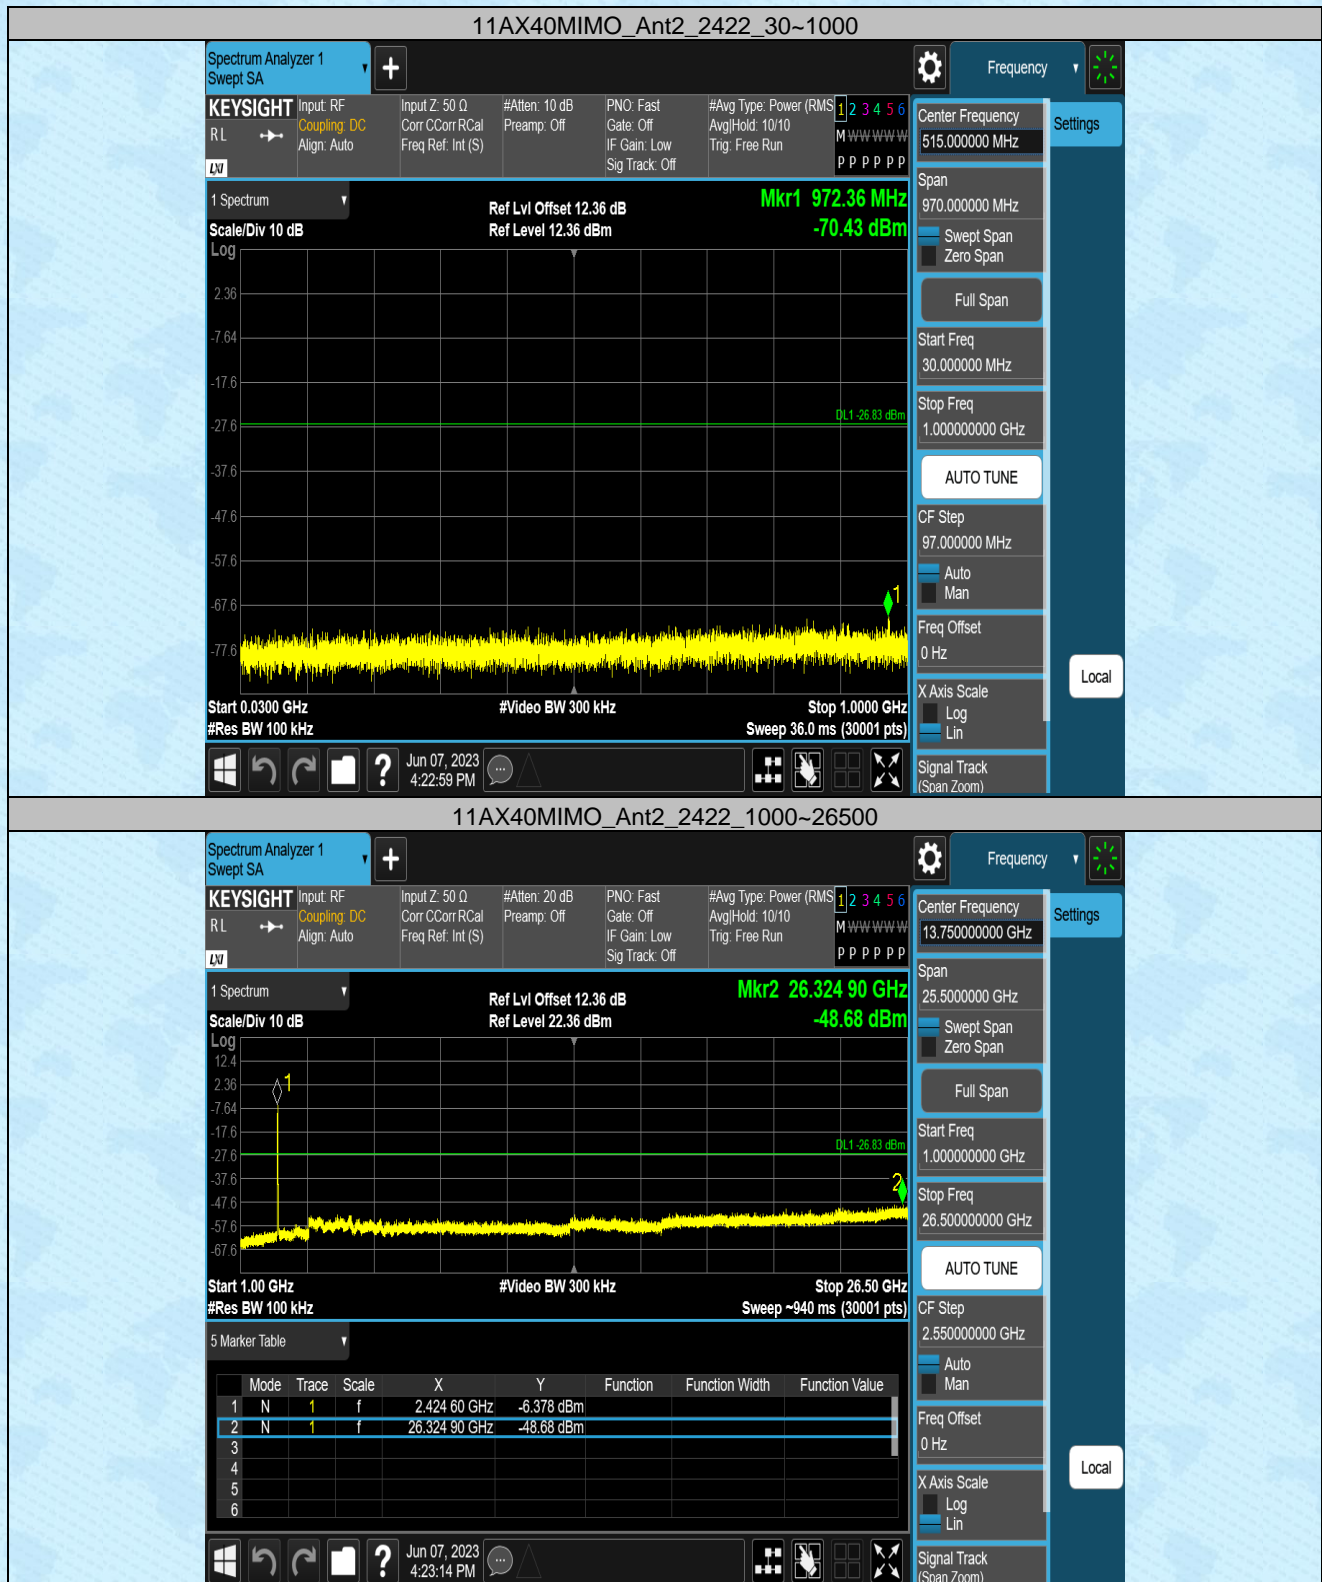 11AX40MIMO_Ant2_2422_30~1000
Spectrum Analyzer 1
Swept SA
Frequency
KEYSIGHT
RL
LXI
Input: RF
Coupling: DC
Align: Auto
Input Z: 50 Ω
Corr CCorr RCal
Freq Ref: Int (S)
#Atten: 10 dB
Preamp: Off
PNO: Fast
Gate: Off
IF Gain: Low
Sig Track: Off
#Avg Type: Power (RMS
Avg|Hold: 10/10
Trig: Free Run
1 2 3 4 5 6
M W W W W W
P P P P P P
Center Frequency
515.000000 MHz
Settings
1 Spectrum
Scale/Div 10 dB
Ref Lvl Offset 12.36 dB
Ref Level 12.36 dBm
Mkr1 972.36 MHz
-70.43 dBm
Log
2.36
-7.64
-17.6
-27.6
-37.6
-47.6
-57.6
-67.6
-77.6
DL1 -26.83 dBm
1
Start 0.0300 GHz
#Res BW 100 kHz
#Video BW 300 kHz
Stop 1.0000 GHz
Sweep 36.0 ms (30001 pts)
Span
970.000000 MHz
Swept Span
Zero Span
Full Span
Start Freq
30.000000 MHz
Stop Freq
1.000000000 GHz
AUTO TUNE
CF Step
97.000000 MHz
Auto
Man
Freq Offset
0 Hz
X Axis Scale
Log
Lin
Signal Track
(Span Zoom)
Local
?
Jun 07, 2023
4:22:59 PM
11AX40MIMO_Ant2_2422_1000~26500
Spectrum Analyzer 1
Swept SA
Frequency
KEYSIGHT
RL
LXI
Input: RF
Coupling: DC
Align: Auto
Input Z: 50 Ω
Corr CCorr RCal
Freq Ref: Int (S)
#Atten: 20 dB
Preamp: Off
PNO: Fast
Gate: Off
IF Gain: Low
Sig Track: Off
#Avg Type: Power (RMS
Avg|Hold: 10/10
Trig: Free Run
1 2 3 4 5 6
M W W W W W
P P P P P P
Center Frequency
13.750000000 GHz
Settings
1 Spectrum
Scale/Div 10 dB
Ref Lvl Offset 12.36 dB
Ref Level 22.36 dBm
Mkr2 26.324 90 GHz
-48.68 dBm
Log
12.4
2.36
-7.64
-17.6
-27.6
-37.6
-47.6
-57.6
-67.6
1
DL1 -26.83 dBm
2
Start 1.00 GHz
#Res BW 100 kHz
#Video BW 300 kHz
Stop 26.50 GHz
Sweep ~940 ms (30001 pts)
5 Marker Table
Mode Trace Scale X Y Function Function Width Function Value
1 N 1 f 2.424 60 GHz -6.378 dBm
2 N 1 f 26.324 90 GHz -48.68 dBm
3
4
5
6
Span
25.5000000 GHz
Swept Span
Zero Span
Full Span
Start Freq
1.000000000 GHz
Stop Freq
26.500000000 GHz
AUTO TUNE
CF Step
2.550000000 GHz
Auto
Man
Freq Offset
0 Hz
X Axis Scale
Log
Lin
Signal Track
(Span Zoom)
Local
?
Jun 07, 2023
4:23:14 PM